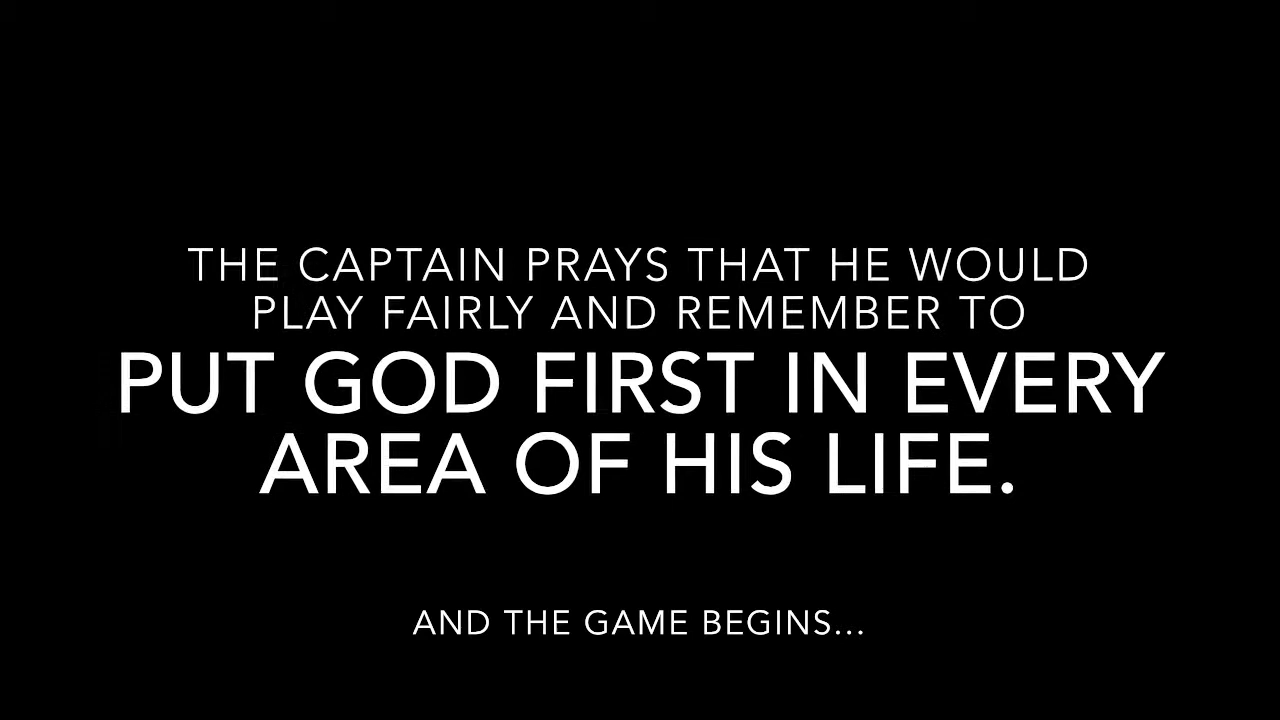 THE CAPTAIN PRAYS THAT HE WOULD
PLAY FAIRLY AND REMEMBER TO
PUT GOD FIRST IN EVERY
AREA OF HIS LIFE.
AND THE GAME BEGINS...